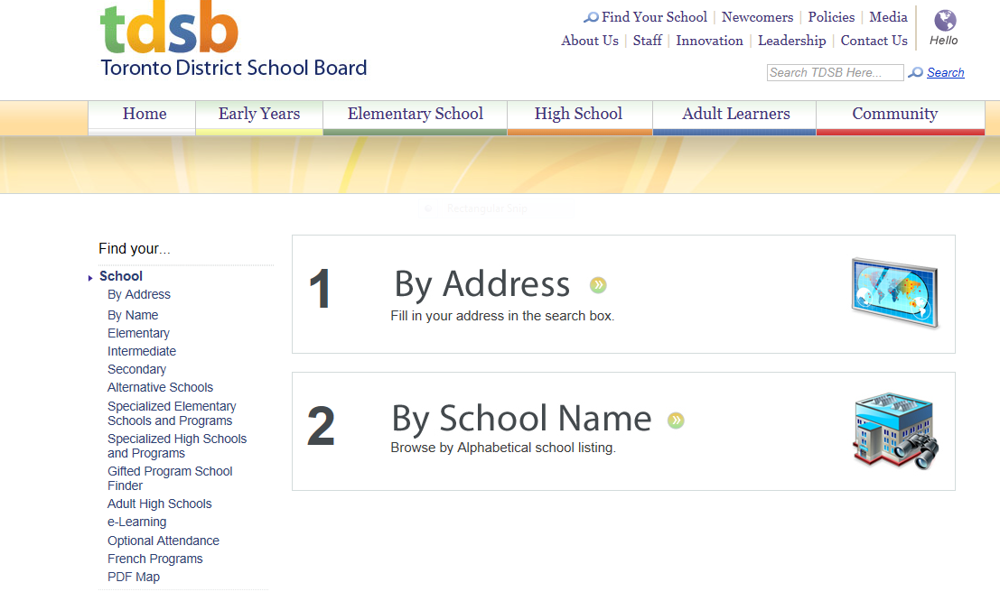 tdsb
Toronto District School Board
Find Your School | Newcomers | Policies | Media
About Us | Staff | Innovation | Leadership | Contact Us
Hello
Search TDSB Here...
Search
Home
Early Years
Elementary School
High School
Adult Learners
Community
Rectangular Snip
Find your...
School
By Address
By Name
Elementary
Intermediate
Secondary
Alternative Schools
Specialized Elementary
Schools and Programs
Specialized High Schools
and Programs
Gifted Program School
Finder
Adult High Schools
e-Learning
Optional Attendance
French Programs
PDF Map
1
By Address
Fill in your address in the search box.
2
By School Name
Browse by Alphabetical school listing.